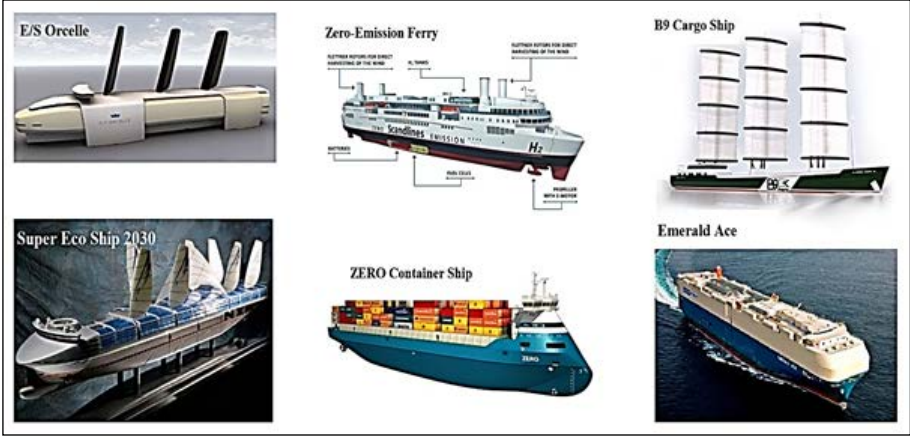 E/S Orcelle
Zero-Emission Ferry
FLETTNER ROTORS FOR DIRECT
HARVESTING OF THE WIND
H₂ TANKS
FLETTNER ROTORS FOR DIRECT
HARVESTING OF THE WIND
ZERO Scandlines EMISSION
H2
BATTERIES
FUEL CELLS
PROPELLER
WITH E-MOTOR
B9 Cargo Ship
B9
Super Eco Ship 2030
ZERO Container Ship
ZERO
Emerald Ace